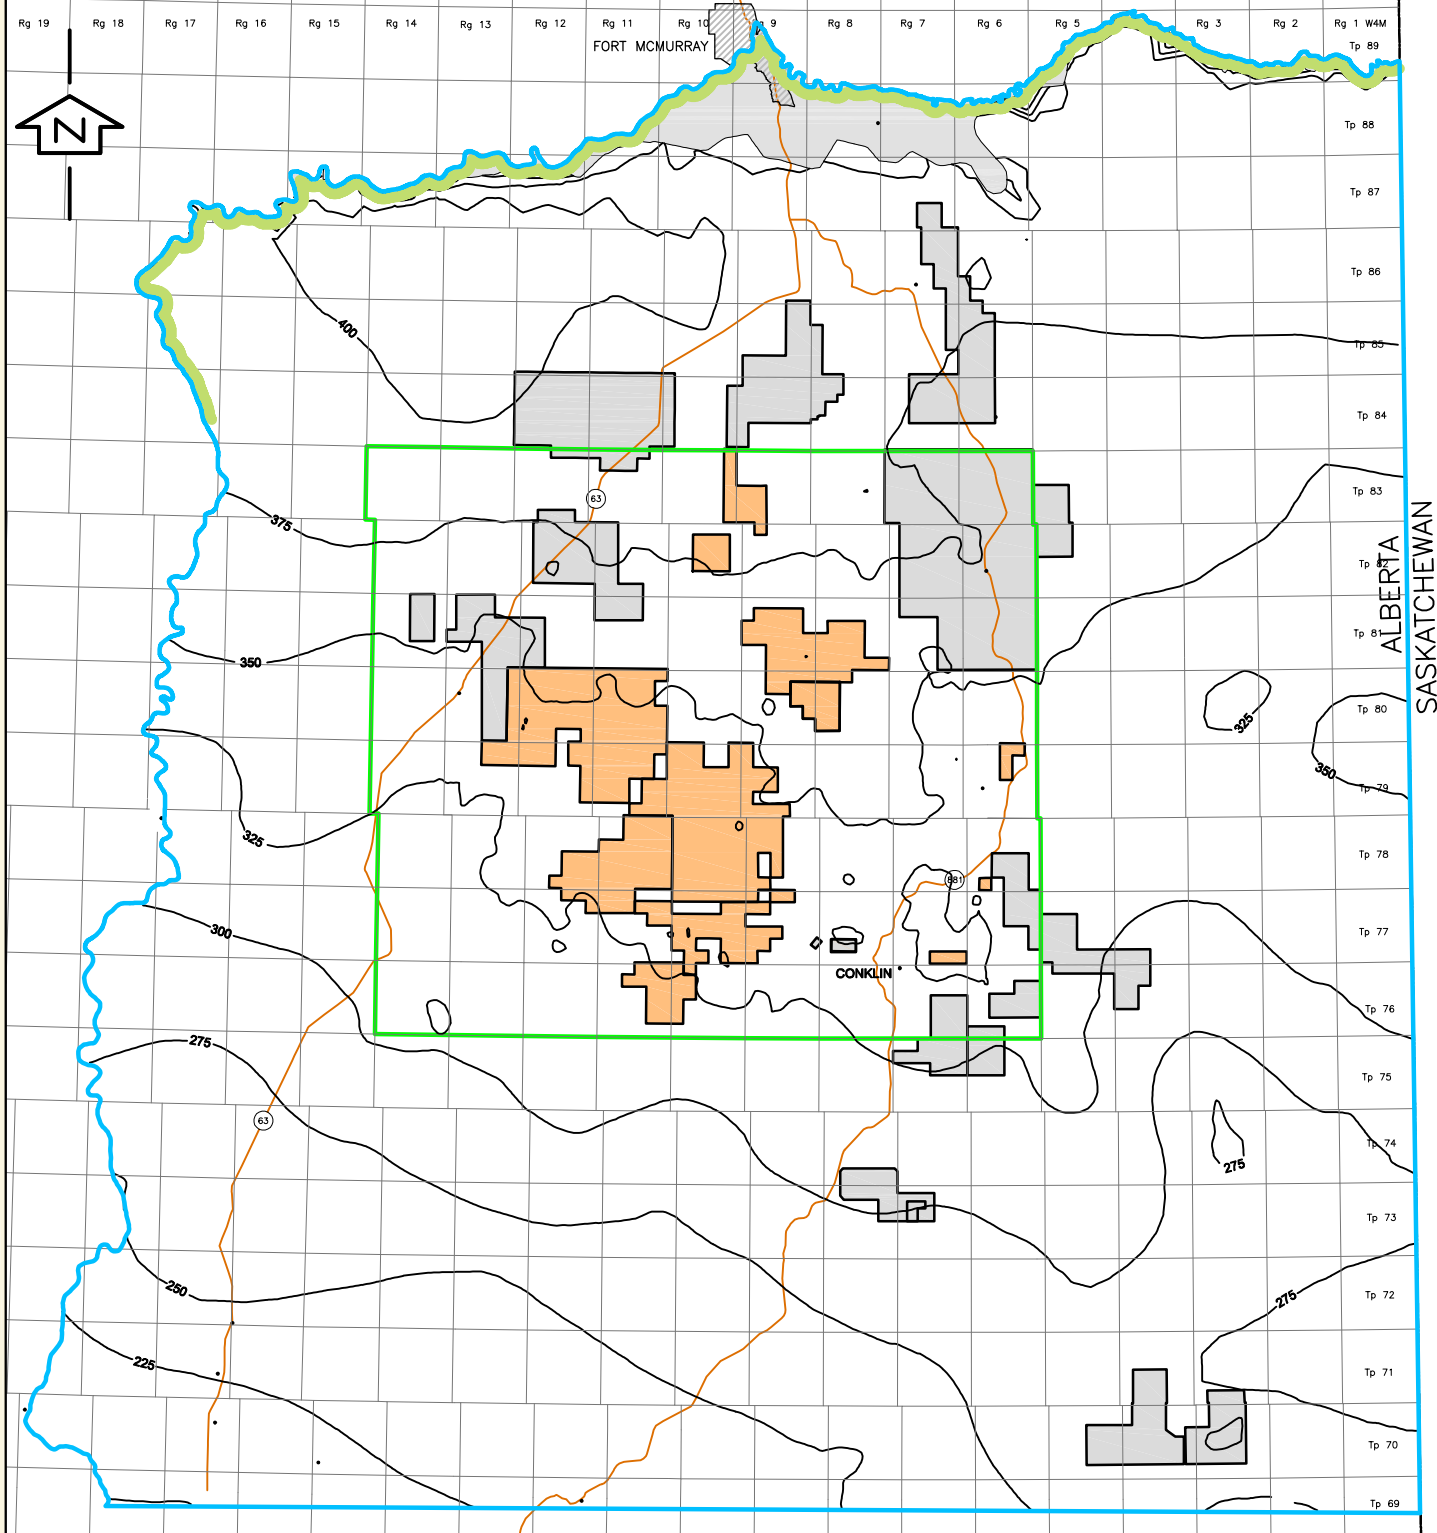 Rg 19 Rg 18 Rg 17 Rg 16 Rg 15 Rg 14 Rg 13 Rg 12 Rg 11 Rg 10 9 Rg 8 Rg 7 Rg 6 Rg 5 Rg 3 Rg 2 Rg 1 W4M
FORT MCMURRAY
Tp 89
N
Tp 88
Tp 87
Tp 86
400
Tp 85
Tp 84
63
Tp 83
375
Tp 82
ALBERTA
SASKATCHEWAN
Tp 81
350
Tp 80
325
350
Tp 79
325
Tp 78
881
300
Tp 77
CONKLIN
Tp 76
275
Tp 75
63
Tp 74
275
Tp 73
250
Tp 72
275
225
Tp 71
Tp 70
Tp 69